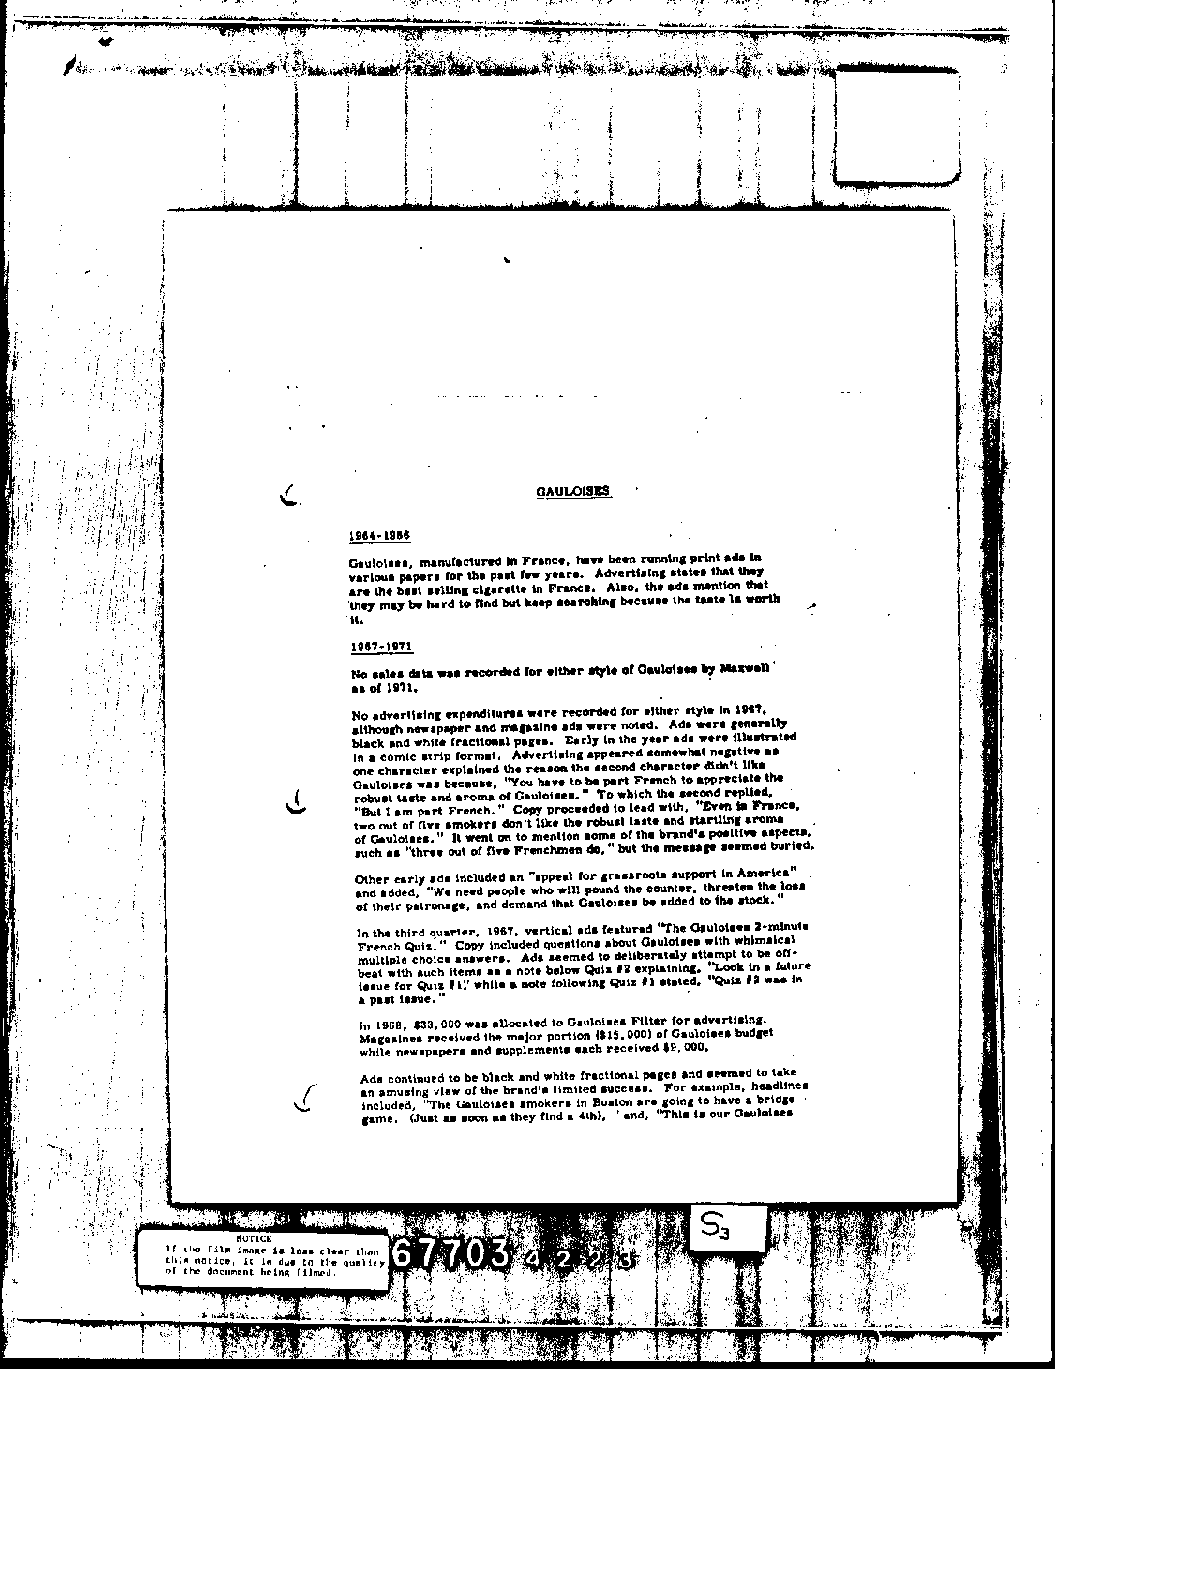 GAULOISES
1964-1966
Gauloises, manufactured in France, have been running print ads in
various papers for the past few years. Advertising states that they
are the best selling cigarette in France. Also, the ads mention that
they may be hard to find but keep searching because the taste is worth
it.
1967-1971
No sales data was recorded for either style of Gauloises by Maxwell
as of 1971.
No advertising expenditures were recorded for either style in 1967,
although newspaper and magazine ads were noted. Ads were generally
black and white fractional pages. Early in the year ads were illustrated
in a comic strip format. Advertising appeared somewhat negative as
one character explained the reason the second character didn't like
Gauloises was because, "You have to be part French to appreciate the
robust taste and aroma of Gauloises." To which the second replied,
"But I am part French." Copy proceeded to lead with, "Even in France,
two out of five smokers don't like the robust taste and startling aroma
of Gauloises." It went on to mention some of the brand's positive aspects,
such as "three out of five Frenchmen do," but the message seemed buried.
Other early ads included an "appeal for grassroots support in America"
and added, "We need people who will pound the counter, threaten the loss
of their patronage, and demand that Gauloises be added to the stock."
In the third quarter, 1967, vertical ads featured "The Gauloises 2-minute
French Quiz." Copy included questions about Gauloises with whimsical
multiple choice answers. Ads seemed to deliberately attempt to be off-
beat with such items as a note below Quiz #2 explaining, "Look in a future
issue for Quiz #1," while a note following Quiz #1 stated, "Quiz #2 was in
a past issue."
In 1968, $33,000 was allocated to Gauloises Filter for advertising.
Magazines received the major portion ($15,000) of Gauloises budget
while newspapers and supplements each received $9,000.
Ads continued to be black and white fractional pages and seemed to take
an amusing view of the brand's limited success. For example, headlines
included, "The Gauloises smokers in Boston are going to have a bridge
game. (Just as soon as they find a 4th), " and, "This is our Gauloises
S3
NOTICE
If the film image is less clear than
this notice, it is due to the quality
of the document being filmed.
67703 4223